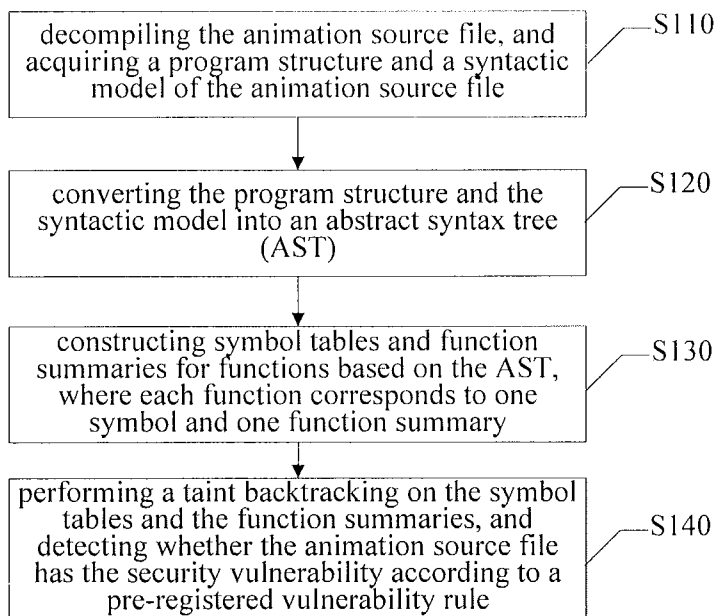 decompiling the animation source file, and
acquiring a program structure and a syntactic
model of the animation source file
S110
converting the program structure and the
syntactic model into an abstract syntax tree
(AST)
S120
constructing symbol tables and function
summaries for functions based on the AST,
where each function corresponds to one
symbol and one function summary
S130
performing a taint backtracking on the symbol
tables and the function summaries, and
detecting whether the animation source file
has the security vulnerability according to a
pre-registered vulnerability rule
S140